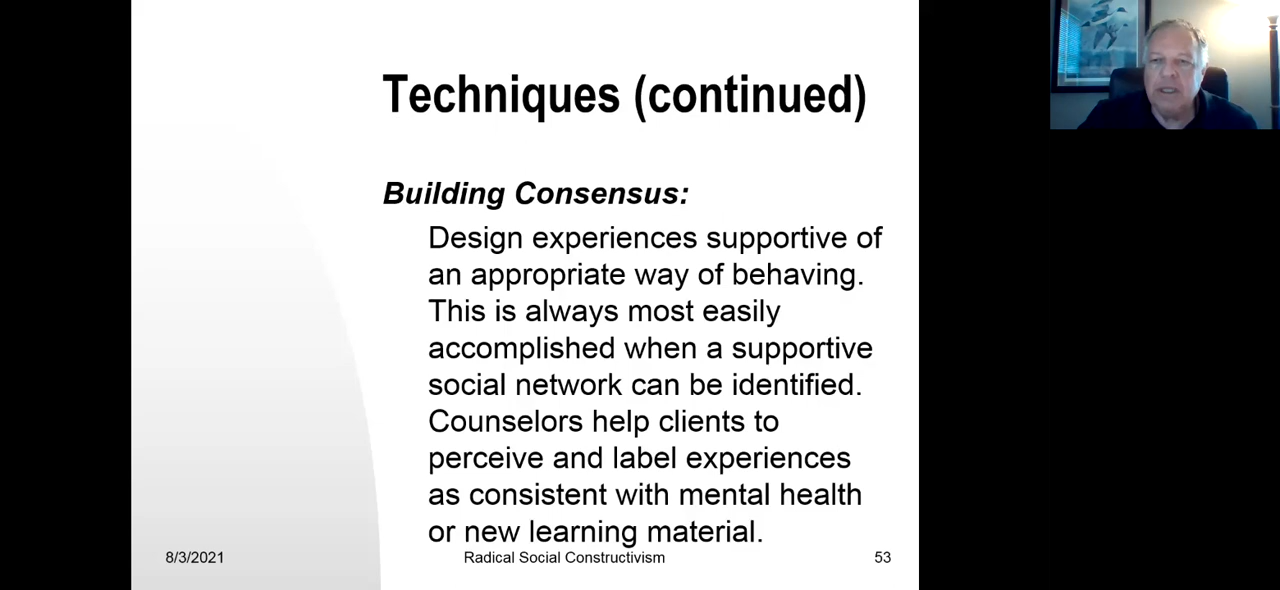 Techniques (continued)
Building Consensus:
Design experiences supportive of
an appropriate way of behaving.
This is always most easily
accomplished when a supportive
social network can be identified.
Counselors help clients to
perceive and label experiences
as consistent with mental health
or new learning material.
8/3/2021
Radical Social Constructivism
53